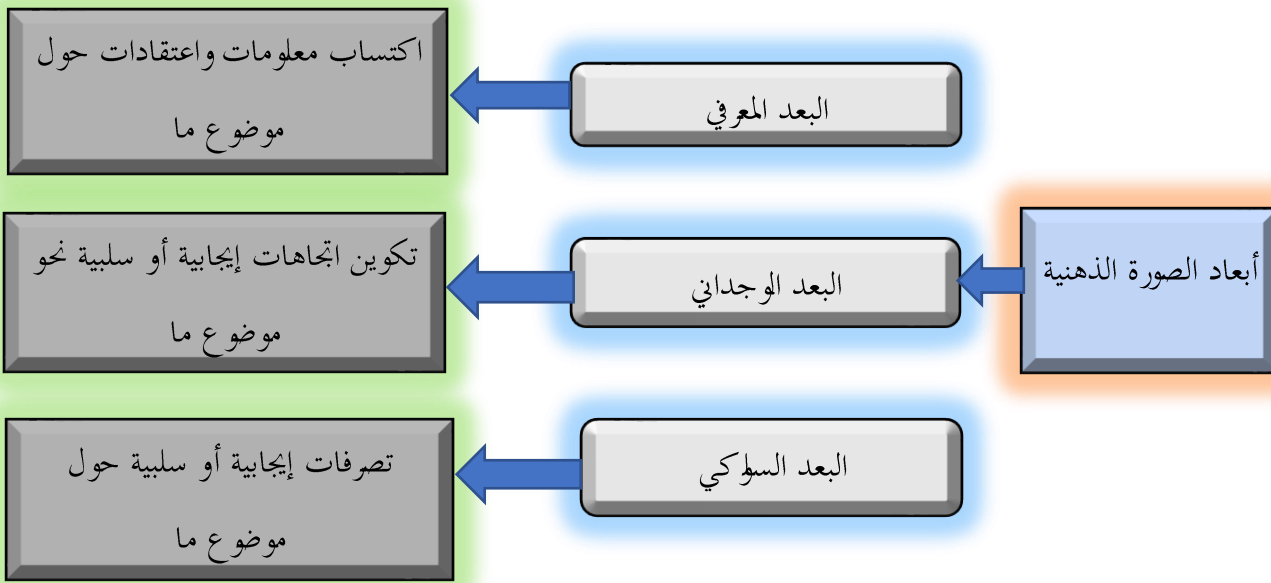 أبعاد الصورة الذهنية
البعد المعرفي
اكتساب معلومات واعتقادات حول
موضوع ما
البعد الوجداني
تكوين اتجاهات إيجابية أو سلبية نحو
موضوع ما
البعد السلوكي
تصرفات إيجابية أو سلبية حول
موضوع ما